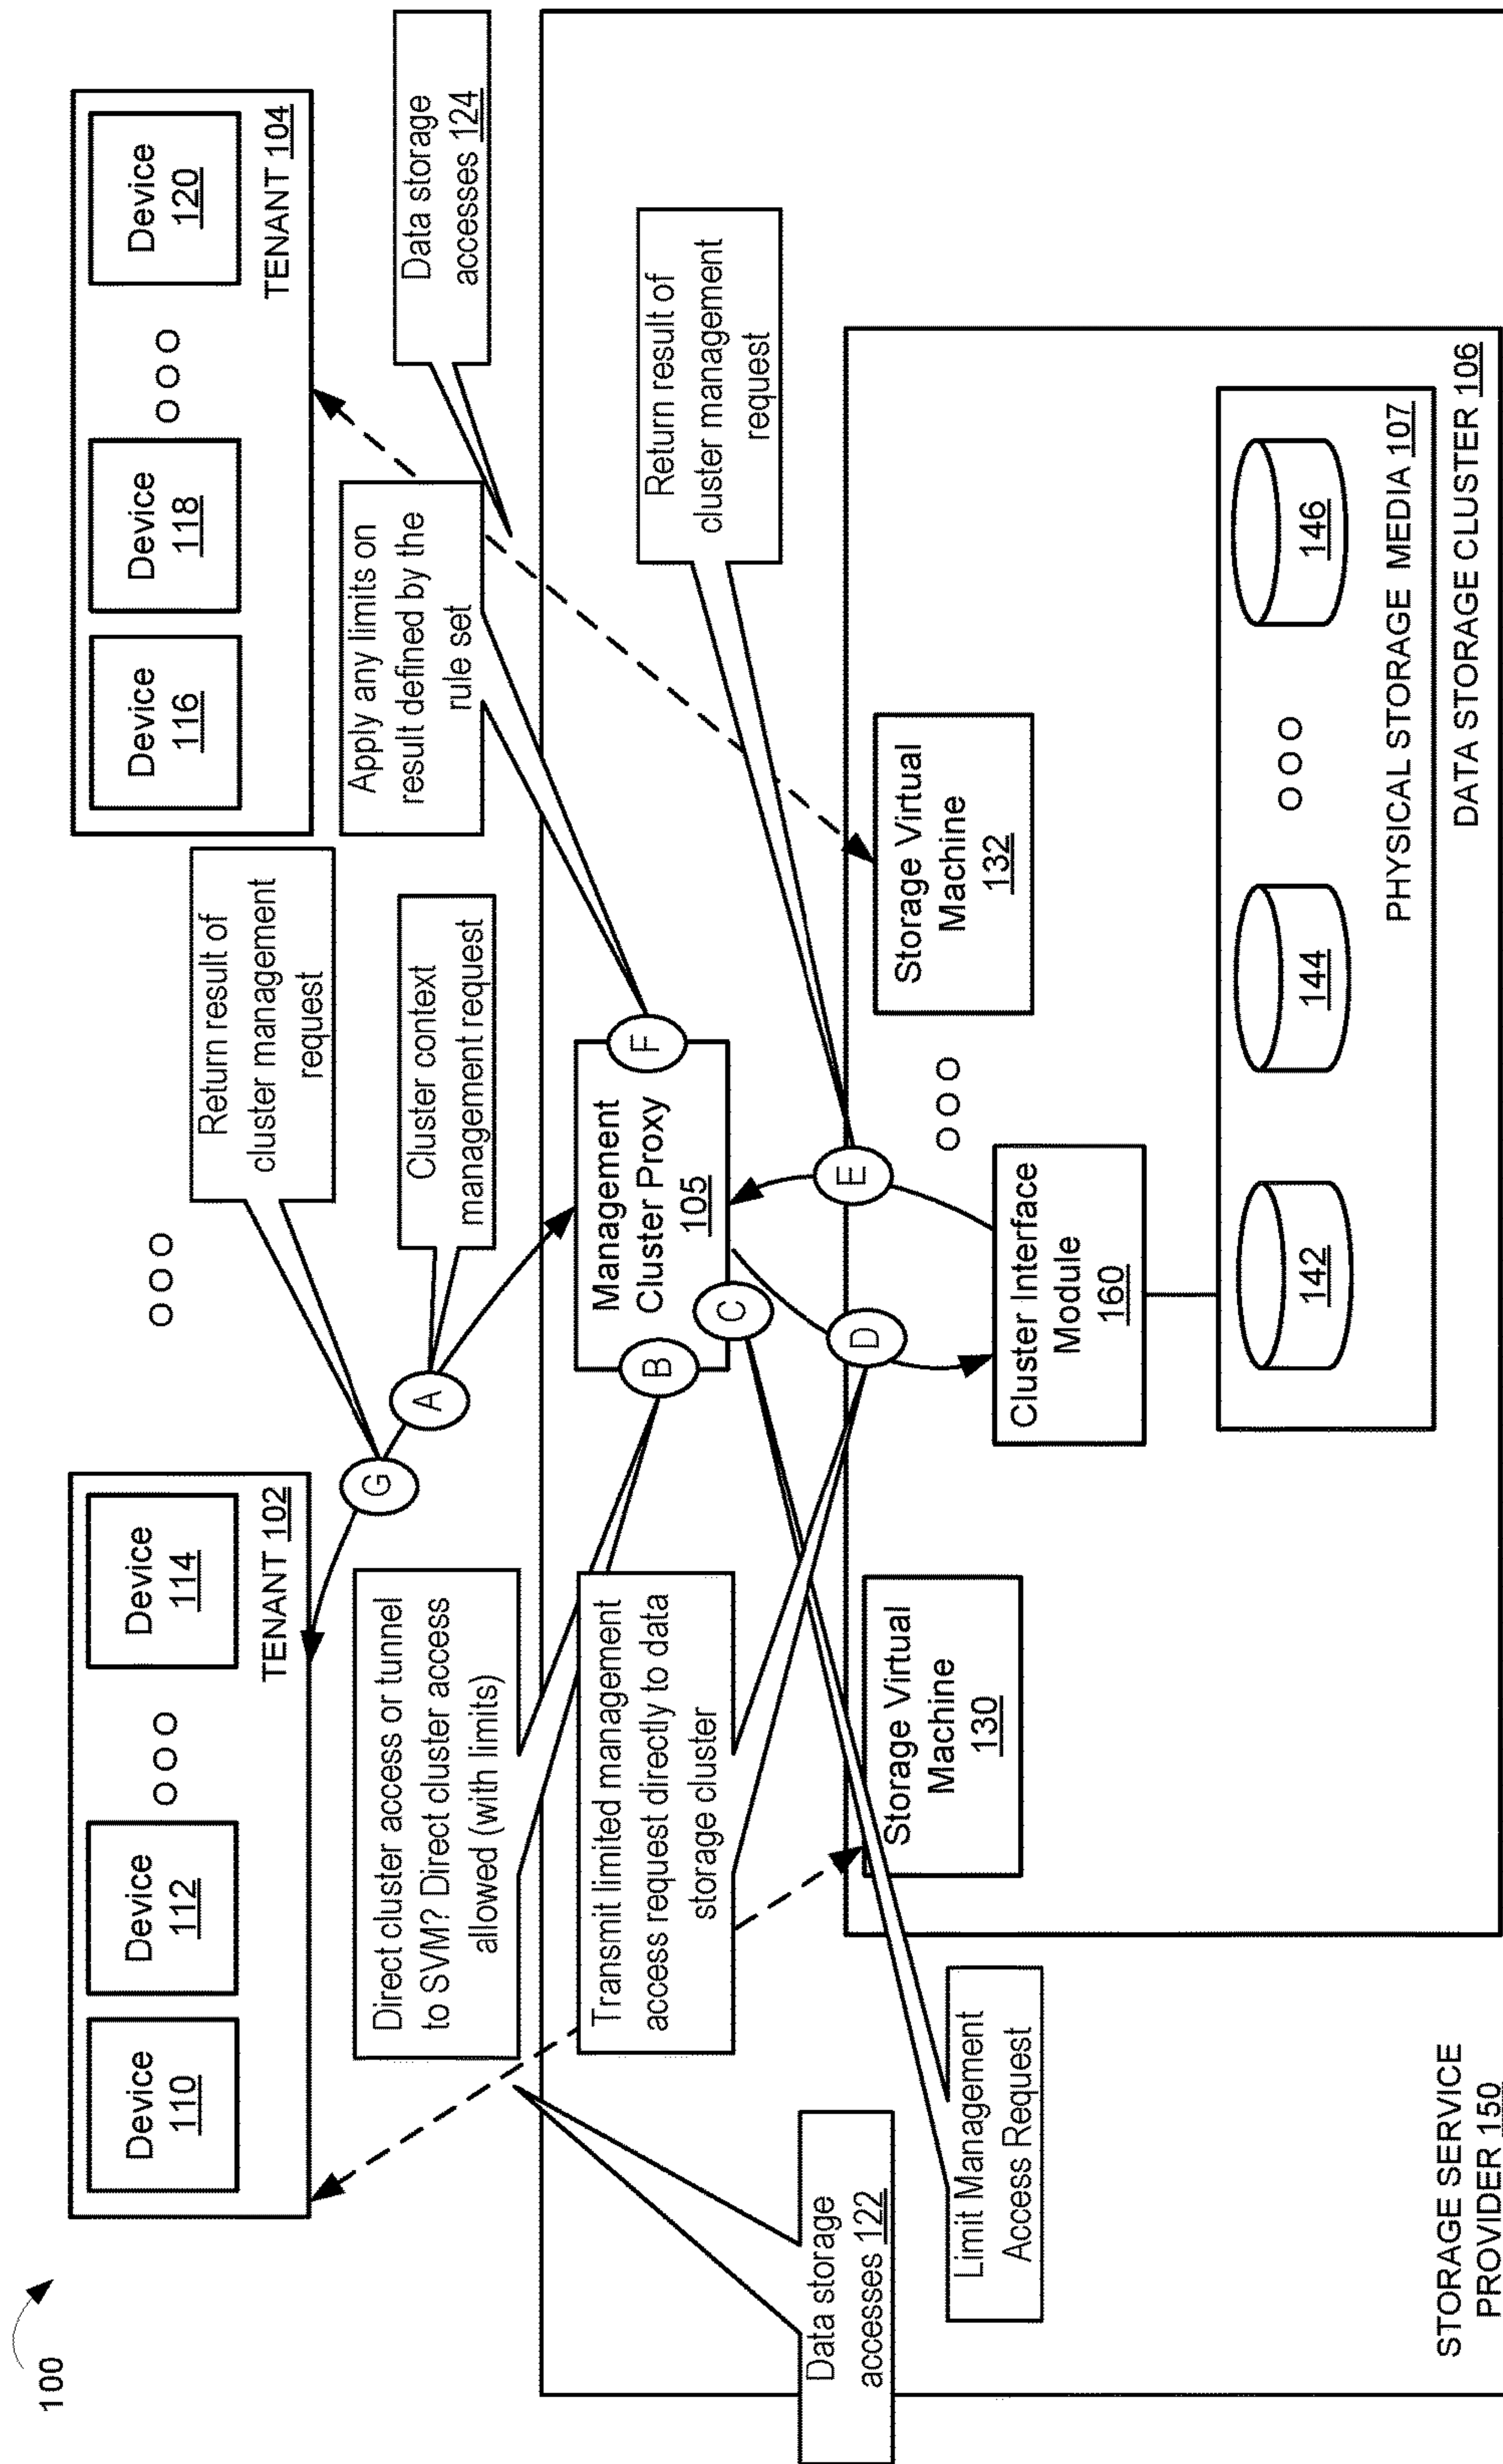 100
Device
110
Device
112
Device
114
TENANT 102
Device
116
Device
118
Device
120
TENANT 104
Return result of
cluster management
request
G
A
Cluster context
management request
Direct cluster access or tunnel
to SVM? Direct cluster access
allowed (with limits)
Apply any limits on
result defined by the
rule set
Data storage
accesses 124
Management
Cluster Proxy
105
B
C
F
Transmit limited management
access request directly to data
storage cluster
Return result of
cluster management
request
Data storage
accesses 122
D
E
Storage Virtual
Machine
130
Storage Virtual
Machine
132
Limit Management
Access Request
Cluster Interface
Module
160
142
144
146
PHYSICAL STORAGE MEDIA 107
DATA STORAGE CLUSTER 106
STORAGE SERVICE
PROVIDER 150